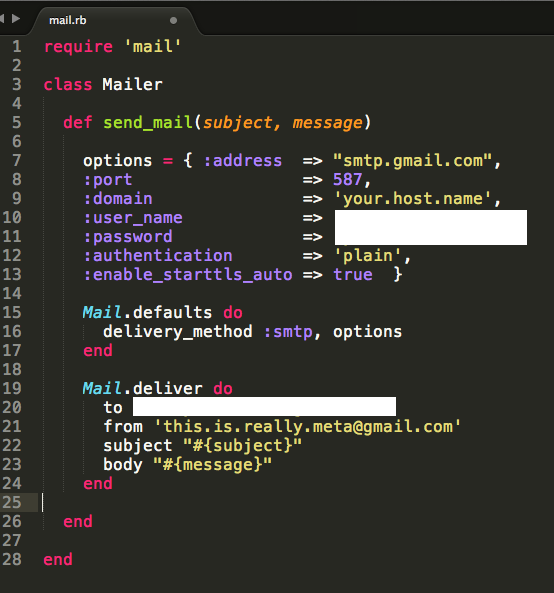 mail.rb
1 require 'mail'
2
3 class Mailer
4
5 def send_mail(subject, message)
6
7 options = { :address => "smtp.gmail.com",
8 :port => 587,
9 :domain => 'your.host.name',
10 :user_name =>
11 :password =>
12 :authentication => 'plain',
13 :enable_starttls_auto => true }
14
15 Mail.defaults do
16 delivery_method :smtp, options
17 end
18
19 Mail.deliver do
20 to
21 from 'this.is.really.meta@gmail.com'
22 subject "#{subject}"
23 body "#{message}"
24 end
25
26 end
27
28 end